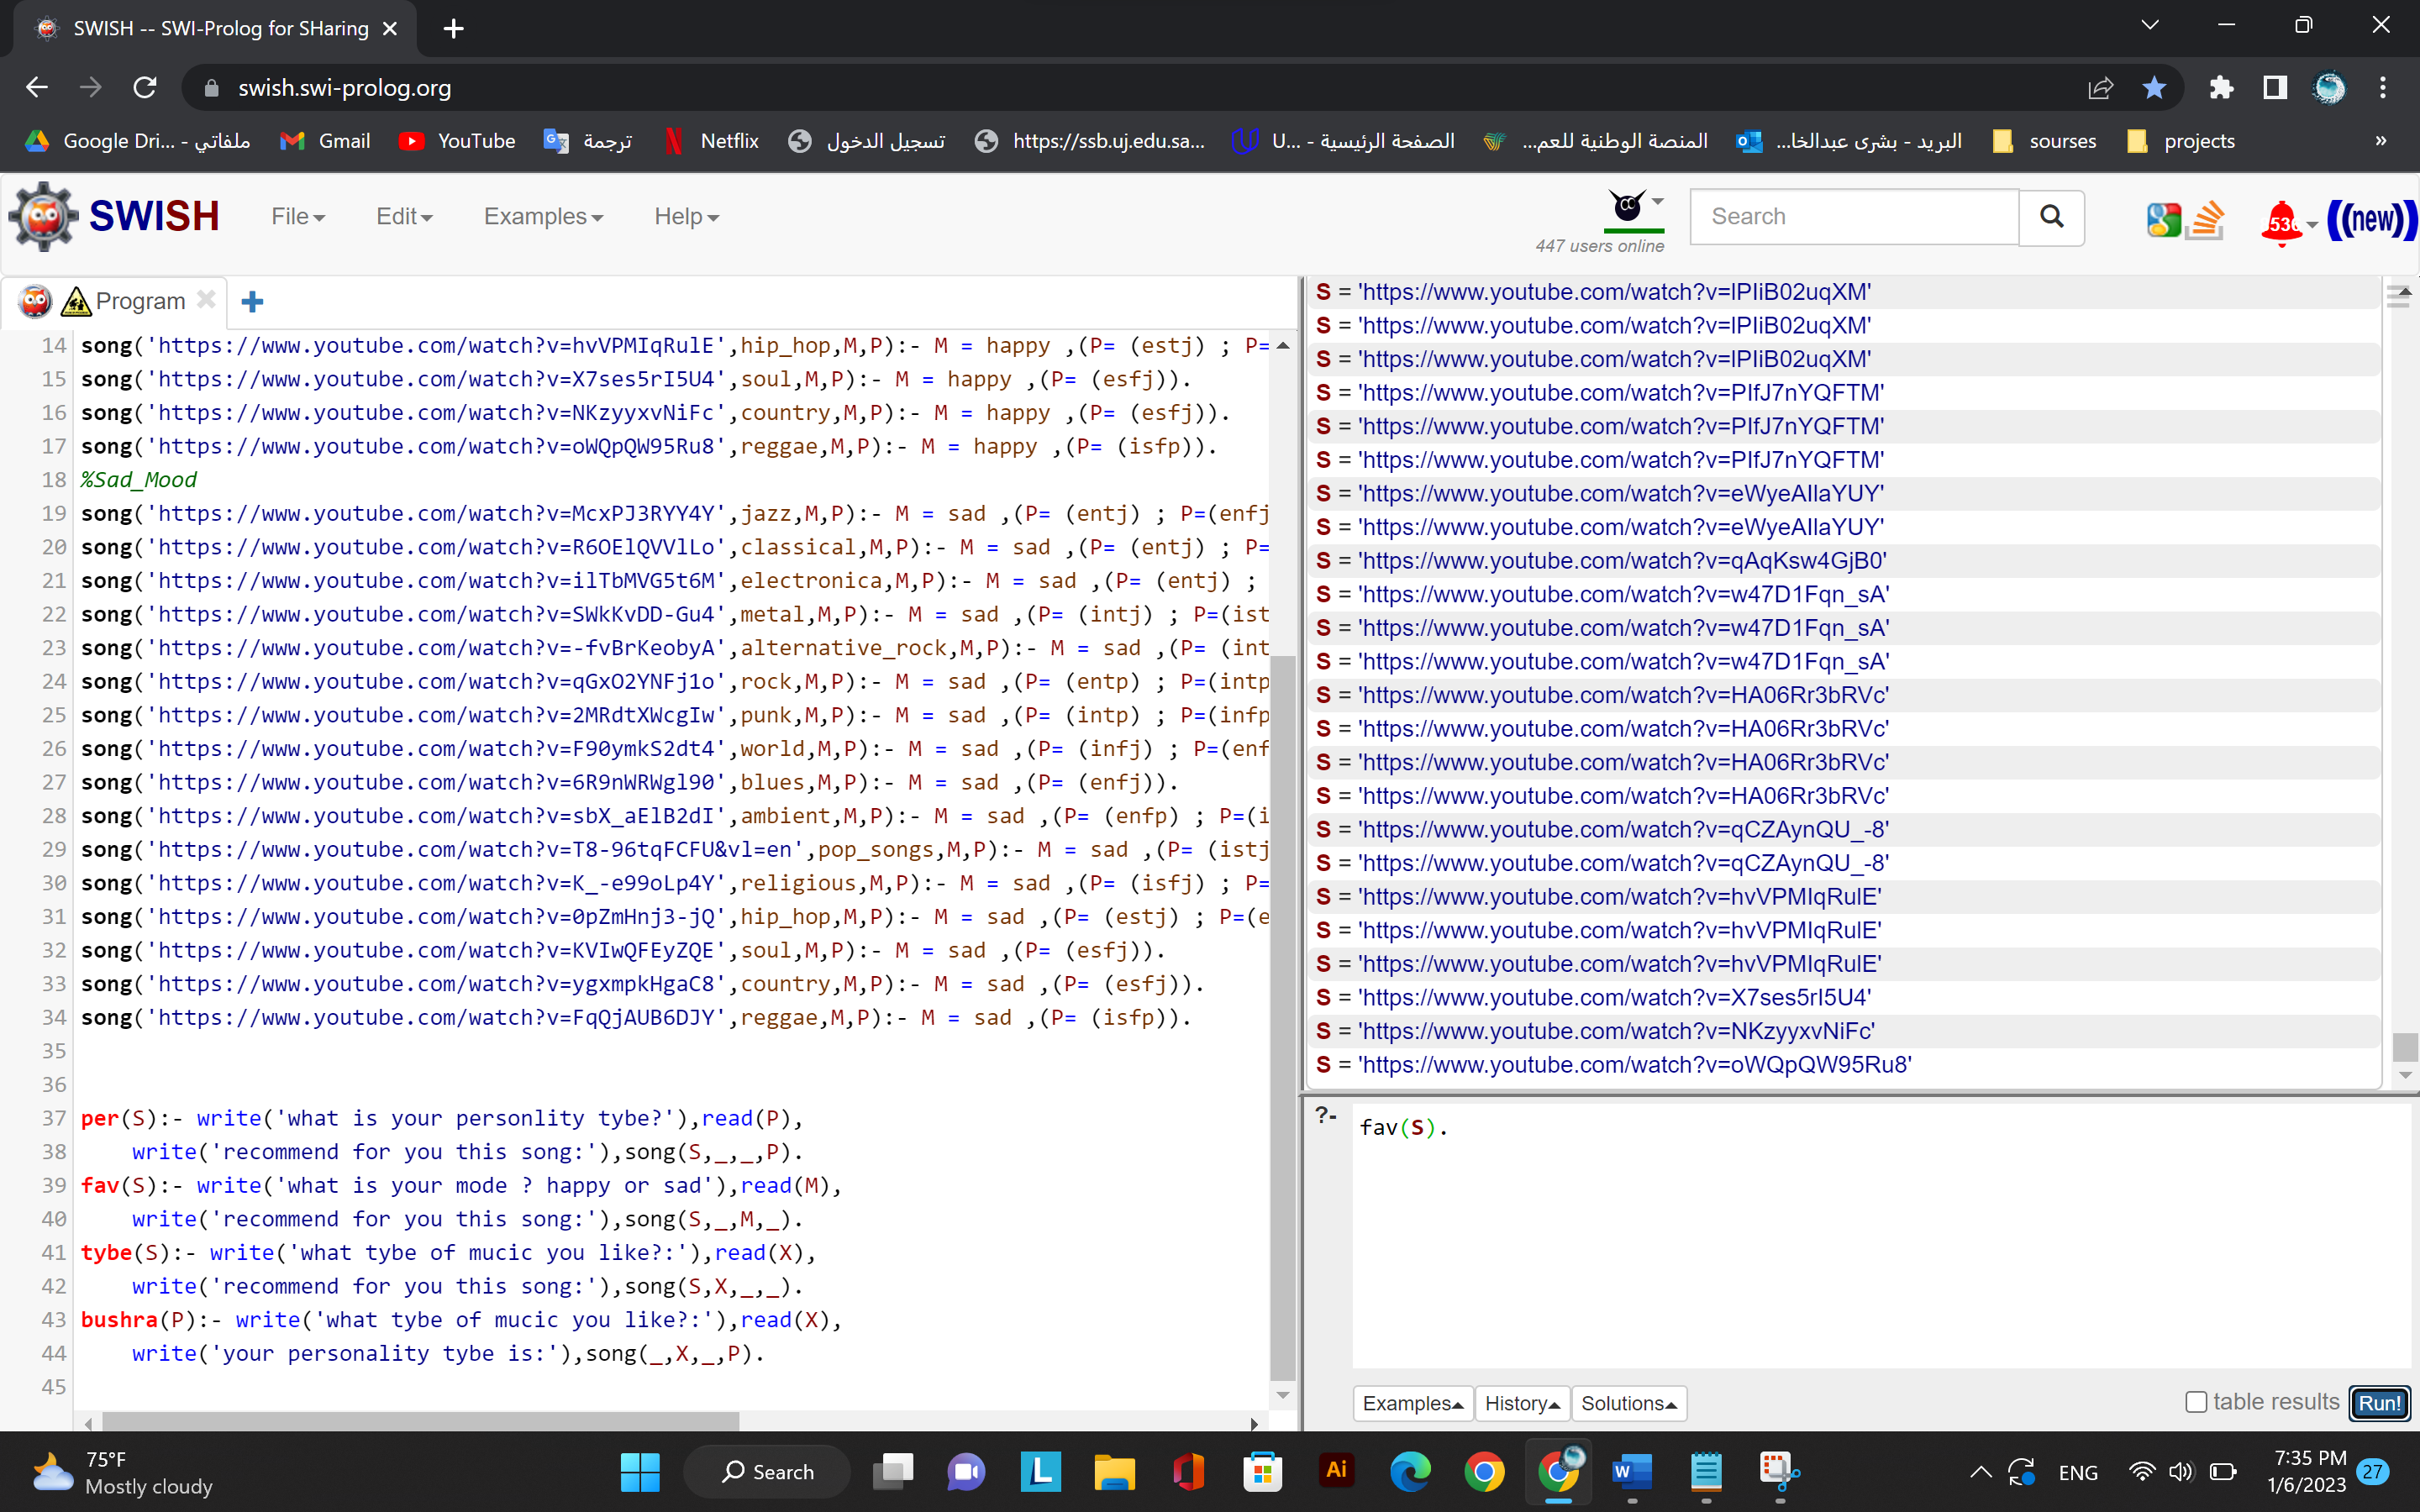 SWISH -- SWI-Prolog for SHaring
swish.swi-prolog.org
Google Dri... - ملفاتي
Gmail
YouTube
ترجمة
Netflix
تسجيل الدخول
https://ssb.uj.edu.sa...
U... - الصفحة الرئيسية
المنصة الوطنية للعم...
البريد - بشرى عبدالخا...
sourses
projects
»
SWISH
File
Edit
Examples
Help
447 users online
Search
((new))
Program
14 song('https://www.youtube.com/watch?v=hvVPMIqRulE',hip_hop,M,P):- M = happy ,(P= (estj) ; P=
15 song('https://www.youtube.com/watch?v=X7ses5rI5U4',soul,M,P):- M = happy ,(P= (esfj)).
16 song('https://www.youtube.com/watch?v=NKzyyxvNiFc',country,M,P):- M = happy ,(P= (esfj)).
17 song('https://www.youtube.com/watch?v=oWQpQW95Ru8',reggae,M,P):- M = happy ,(P= (isfp)).
18 %Sad_Mood
19 song('https://www.youtube.com/watch?v=McxPJ3RYY4Y',jazz,M,P):- M = sad ,(P= (entj) ; P=(enfj
20 song('https://www.youtube.com/watch?v=R6OElQVVlLo',classical,M,P):- M = sad ,(P= (entj) ; P=
21 song('https://www.youtube.com/watch?v=ilTbMVG5t6M',electronica,M,P):- M = sad ,(P= (entj) ;
22 song('https://www.youtube.com/watch?v=SWkKvDD-Gu4',metal,M,P):- M = sad ,(P= (intj) ; P=(ist
23 song('https://www.youtube.com/watch?v=-fvBrKeobyA',alternative_rock,M,P):- M = sad ,(P= (int
24 song('https://www.youtube.com/watch?v=qGxO2YNFj1o',rock,M,P):- M = sad ,(P= (entp) ; P=(intp
25 song('https://www.youtube.com/watch?v=2MRdtXWcgIw',punk,M,P):- M = sad ,(P= (intp) ; P=(infp
26 song('https://www.youtube.com/watch?v=F90ymkS2dt4',world,M,P):- M = sad ,(P= (infj) ; P=(enf
27 song('https://www.youtube.com/watch?v=6R9nWRWgl90',blues,M,P):- M = sad ,(P= (enfj)).
28 song('https://www.youtube.com/watch?v=sbX_aElB2dI',ambient,M,P):- M = sad ,(P= (enfp) ; P=(i
29 song('https://www.youtube.com/watch?v=T8-96tqFCFU&vl=en',pop_songs,M,P):- M = sad ,(P= (istj
30 song('https://www.youtube.com/watch?v=K_-e99oLp4Y',religious,M,P):- M = sad ,(P= (isfj) ; P=
31 song('https://www.youtube.com/watch?v=0pZmHnj3-jQ',hip_hop,M,P):- M = sad ,(P= (estj) ; P=(e
32 song('https://www.youtube.com/watch?v=KVIwQFEyZQE',soul,M,P):- M = sad ,(P= (esfj)).
33 song('https://www.youtube.com/watch?v=ygxmpkHgaC8',country,M,P):- M = sad ,(P= (esfj)).
34 song('https://www.youtube.com/watch?v=FqQjAUB6DJY',reggae,M,P):- M = sad ,(P= (isfp)).
35
36
37 per(S):- write('what is your personlity tybe?'),read(P),
38 write('recommend for you this song:'),song(S,_,_,P).
39 fav(S):- write('what is your mode ? happy or sad'),read(M),
40 write('recommend for you this song:'),song(S,_,M,_).
41 tybe(S):- write('what tybe of mucic you like?:'),read(X),
42 write('recommend for you this song:'),song(S,X,_,_).
43 bushra(P):- write('what tybe of mucic you like?:'),read(X),
44 write('your personality tybe is:'),song(_,X,_,P).
45
S = 'https://www.youtube.com/watch?v=lPIiB02uqXM'
S = 'https://www.youtube.com/watch?v=lPIiB02uqXM'
S = 'https://www.youtube.com/watch?v=lPIiB02uqXM'
S = 'https://www.youtube.com/watch?v=PIfJ7nYQFTM'
S = 'https://www.youtube.com/watch?v=PIfJ7nYQFTM'
S = 'https://www.youtube.com/watch?v=PIfJ7nYQFTM'
S = 'https://www.youtube.com/watch?v=eWyeAIlaYUY'
S = 'https://www.youtube.com/watch?v=eWyeAIlaYUY'
S = 'https://www.youtube.com/watch?v=qAqKsw4GjB0'
S = 'https://www.youtube.com/watch?v=w47D1Fqn_sA'
S = 'https://www.youtube.com/watch?v=w47D1Fqn_sA'
S = 'https://www.youtube.com/watch?v=w47D1Fqn_sA'
S = 'https://www.youtube.com/watch?v=HA06Rr3bRVc'
S = 'https://www.youtube.com/watch?v=HA06Rr3bRVc'
S = 'https://www.youtube.com/watch?v=HA06Rr3bRVc'
S = 'https://www.youtube.com/watch?v=HA06Rr3bRVc'
S = 'https://www.youtube.com/watch?v=qCZAynQU_-8'
S = 'https://www.youtube.com/watch?v=qCZAynQU_-8'
S = 'https://www.youtube.com/watch?v=hvVPMIqRulE'
S = 'https://www.youtube.com/watch?v=hvVPMIqRulE'
S = 'https://www.youtube.com/watch?v=hvVPMIqRulE'
S = 'https://www.youtube.com/watch?v=X7ses5rI5U4'
S = 'https://www.youtube.com/watch?v=NKzyyxvNiFc'
S = 'https://www.youtube.com/watch?v=oWQpQW95Ru8'
?- fav(S).
Examples
History
Solutions
table results
Run!
75°F
Mostly cloudy
Search
ENG
7:35 PM
1/6/2023
27